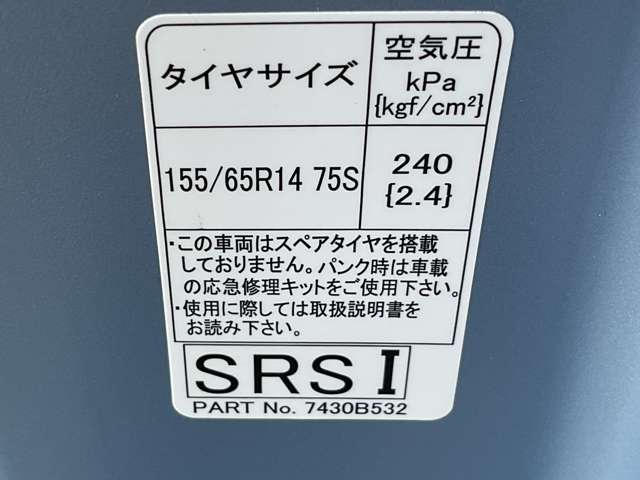 タイヤサイズ
空気圧
kPa
{kgf/cm²}
155/65R14 75S
240
{2.4}
・この車両はスペアタイヤを搭載
しておりません。パンク時は車載
の応急修理キットをご使用下さい。
・使用に際しては取扱説明書を
お読み下さい。
SRS I
PART No. 7430B532